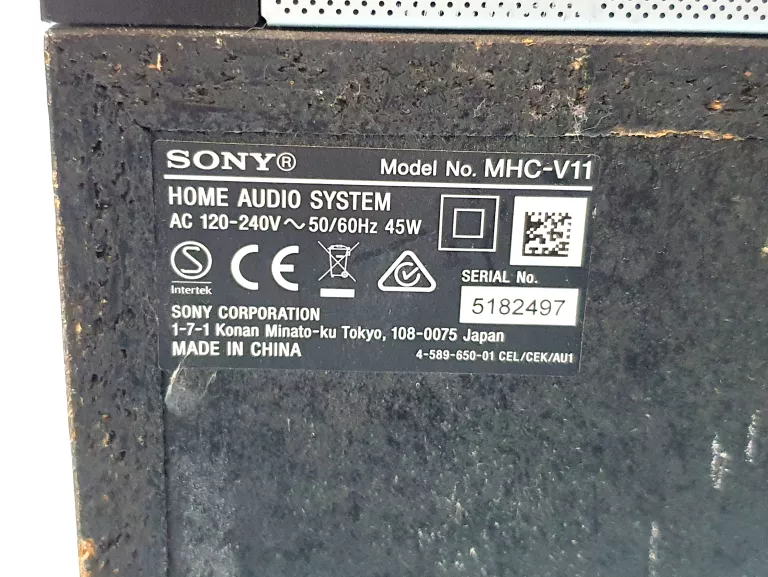 SONY®
Model No. MHC-V11
HOME AUDIO SYSTEM
AC 120-240V～50/60Hz 45W
S
Intertek
CE
SERIAL No.
5182497
SONY CORPORATION
1-7-1 Konan Minato-ku Tokyo, 108-0075 Japan
MADE IN CHINA
4-589-650-01 CEL/CEK/AU1